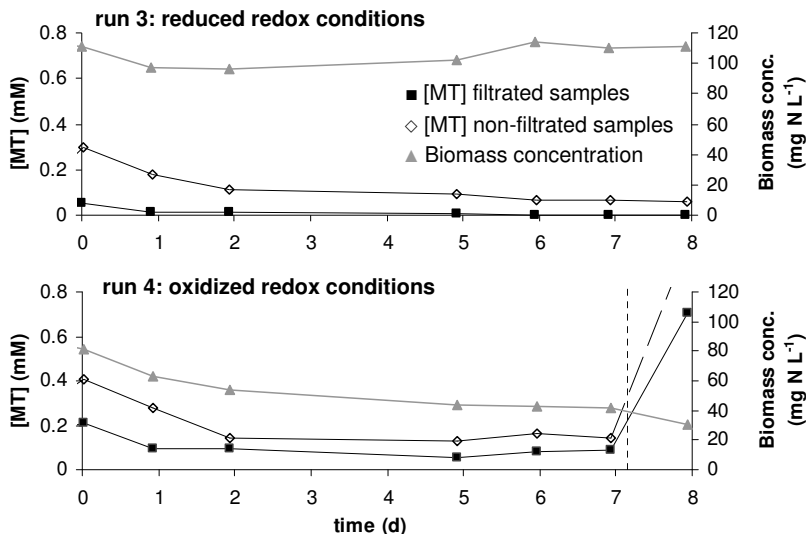 run 3: reduced redox conditions
0.8
0.6
0.4
0.2
0
[MT] (mM)
120
100
80
60
40
20
0
Biomass conc.
(mg N L-1)
[MT] filtrated samples
[MT] non-filtrated samples
Biomass concentration
0 1 2 3 4 5 6 7 8
run 4: oxidized redox conditions
0.8
0.6
0.4
0.2
0
[MT] (mM)
120
100
80
60
40
20
0
Biomass conc.
(mg N L-1)
0 1 2 3 4 5 6 7 8
time (d)